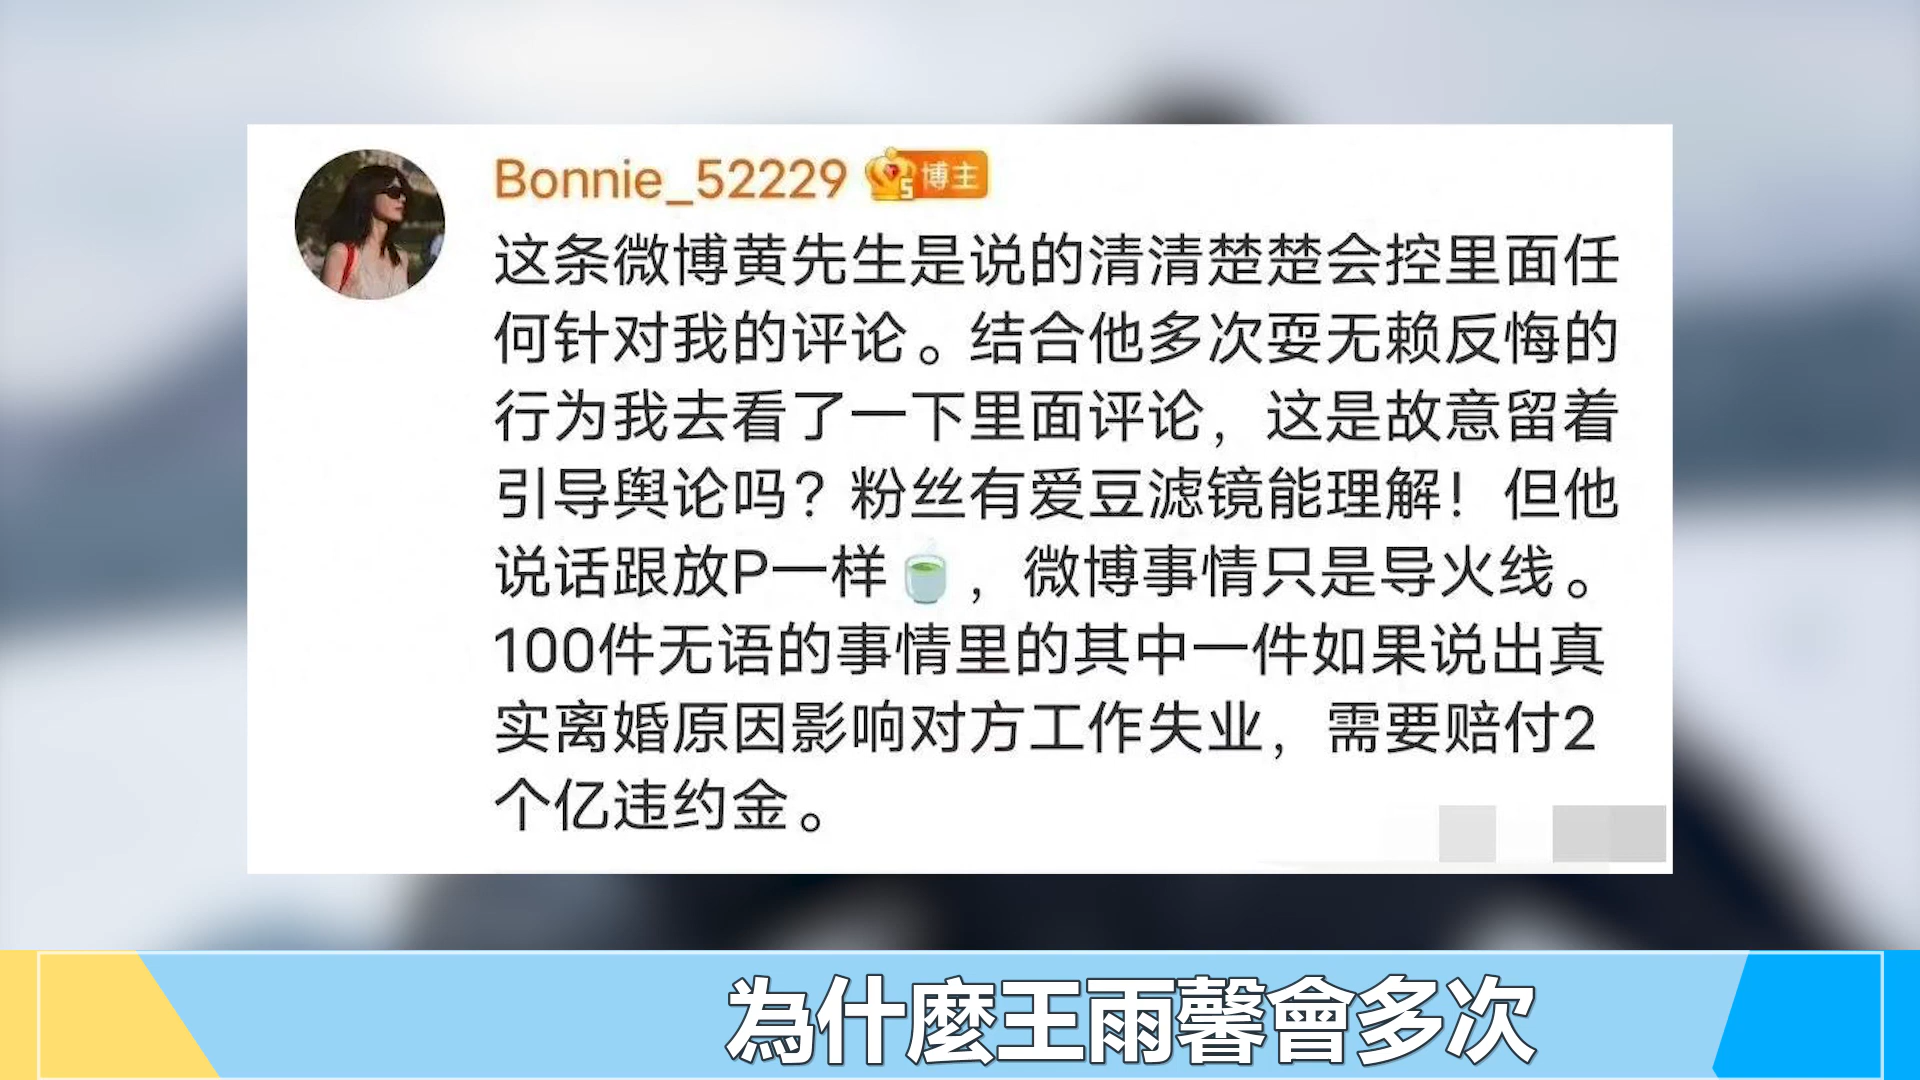 Bonnie_52229 5 博主
这条微博黄先生是说的清清楚楚会控里面任
何针对我的评论。结合他多次耍无赖反悔的
行为我去看了一下里面评论，这是故意留着
引导舆论吗？粉丝有爱豆滤镜能理解！但他
说话跟放P一样🍵，微博事情只是导火线。
100件无语的事情里的其中一件如果说出真
实离婚原因影响对方工作失业，需要赔付2
个亿违约金。
為什麼王雨馨會多次